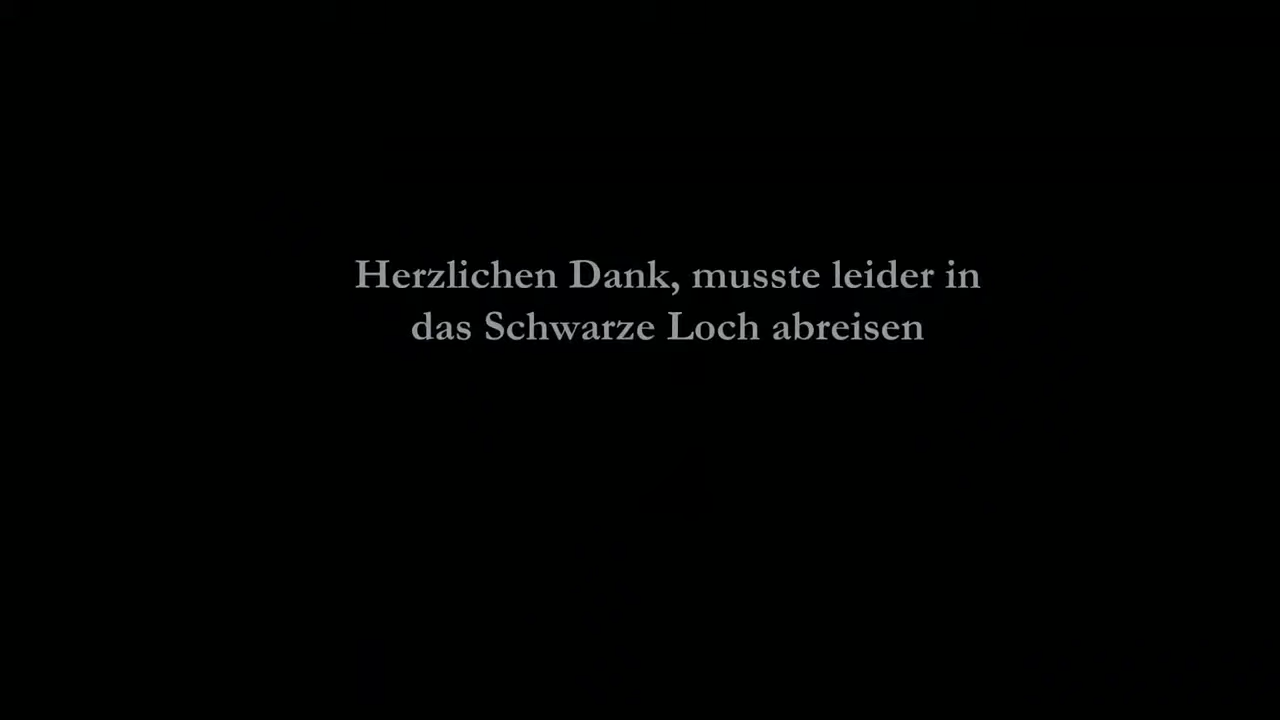 Herzlichen Dank, musste leider in
das Schwarze Loch abreisen